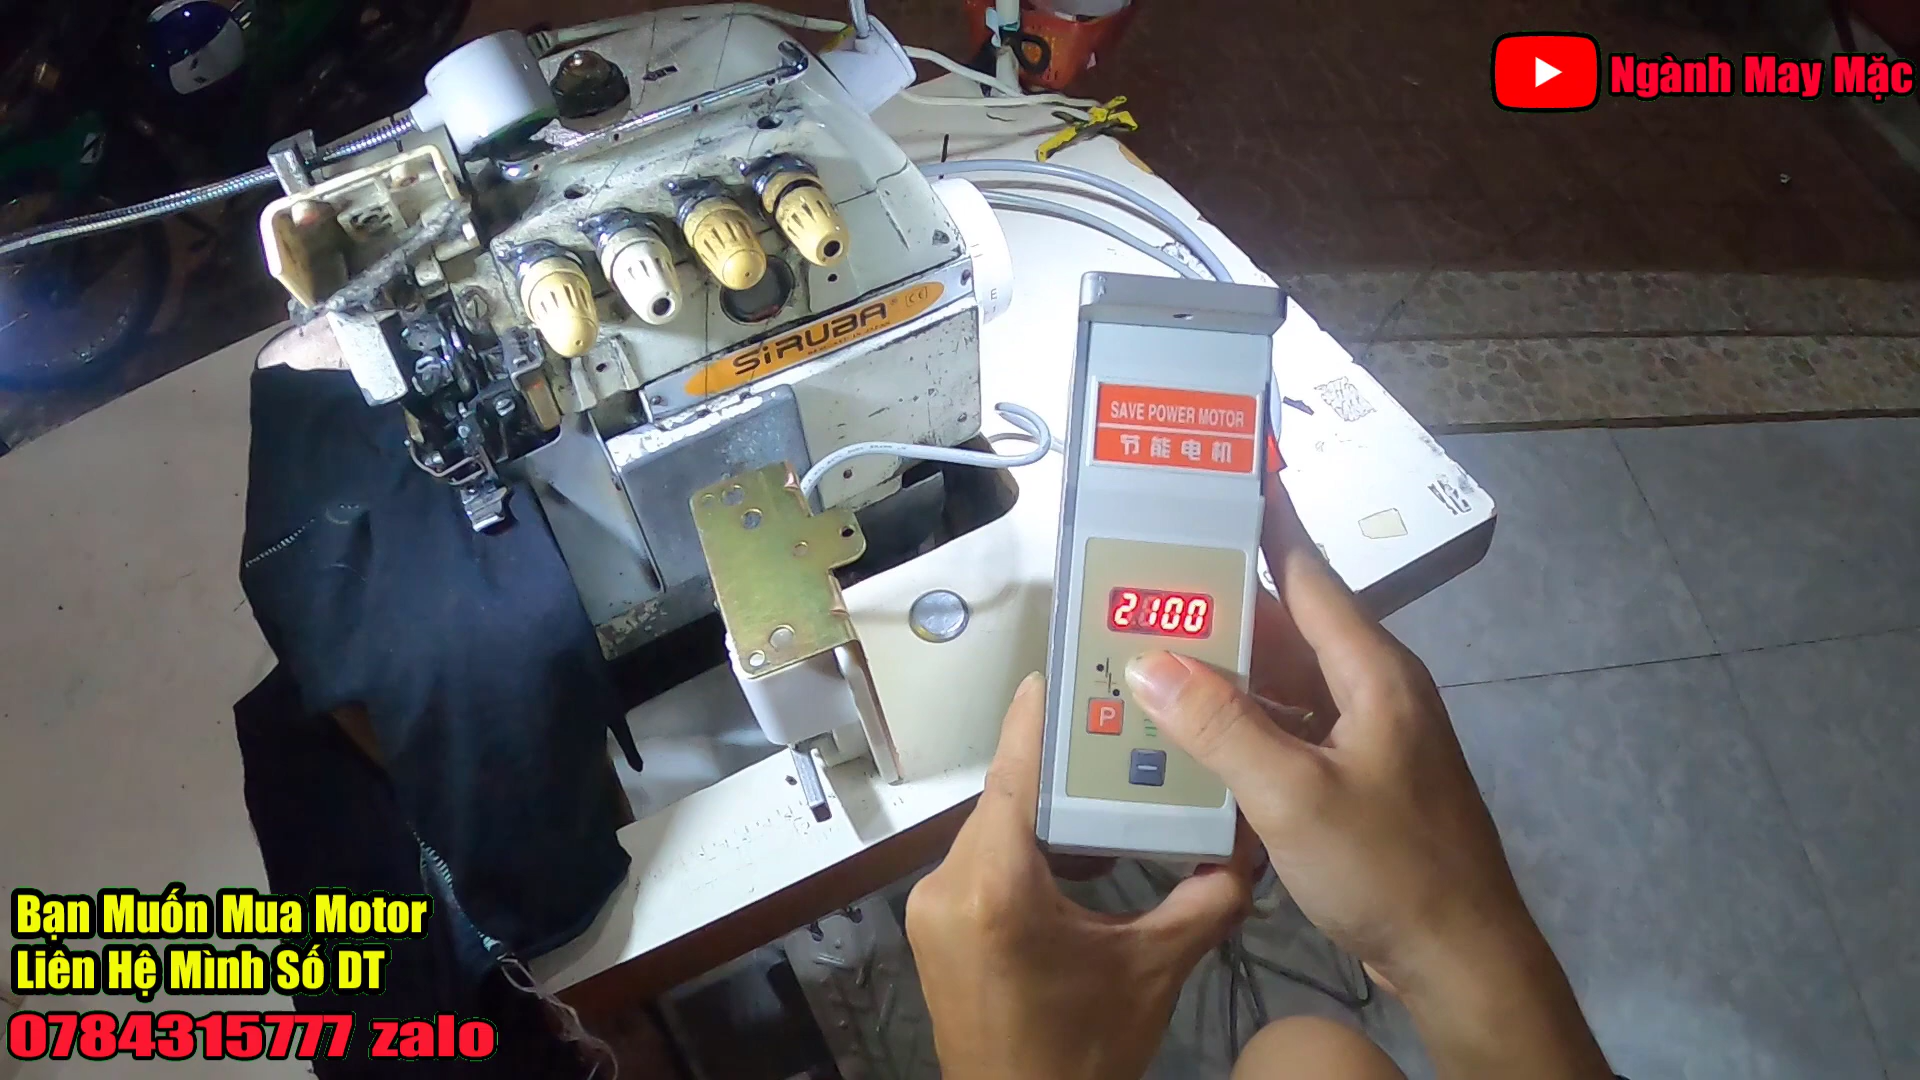 Ngành May Mặc
SiRUBA
CE
E
SAVE POWER MOTOR
节能电机
2100
P
Bạn Muốn Mua Motor
Liên Hệ Mình Số DT
0784315777 zalo